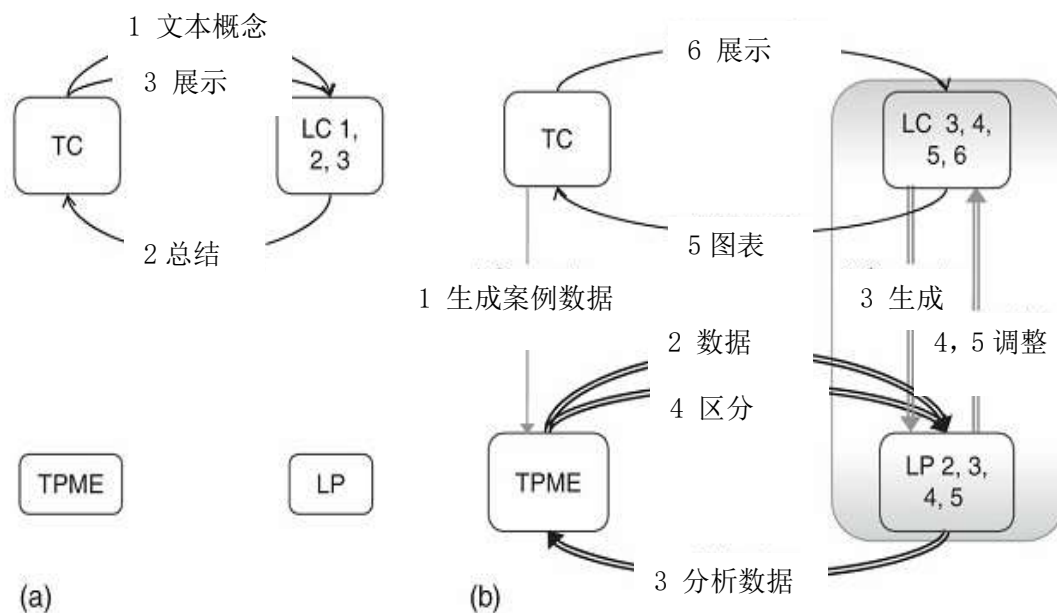 1 文本概念
3 展示
TC
LC 1,
2, 3
2总结
TPME
LP
(a)
6 展示
TC
LC 3, 4,
5, 6
5图表
1 生成案例数据
3 生成
2 数据
4，5调整
4 区分
TPME
LP 2, 3,
4, 5
3 分析数据
(b)